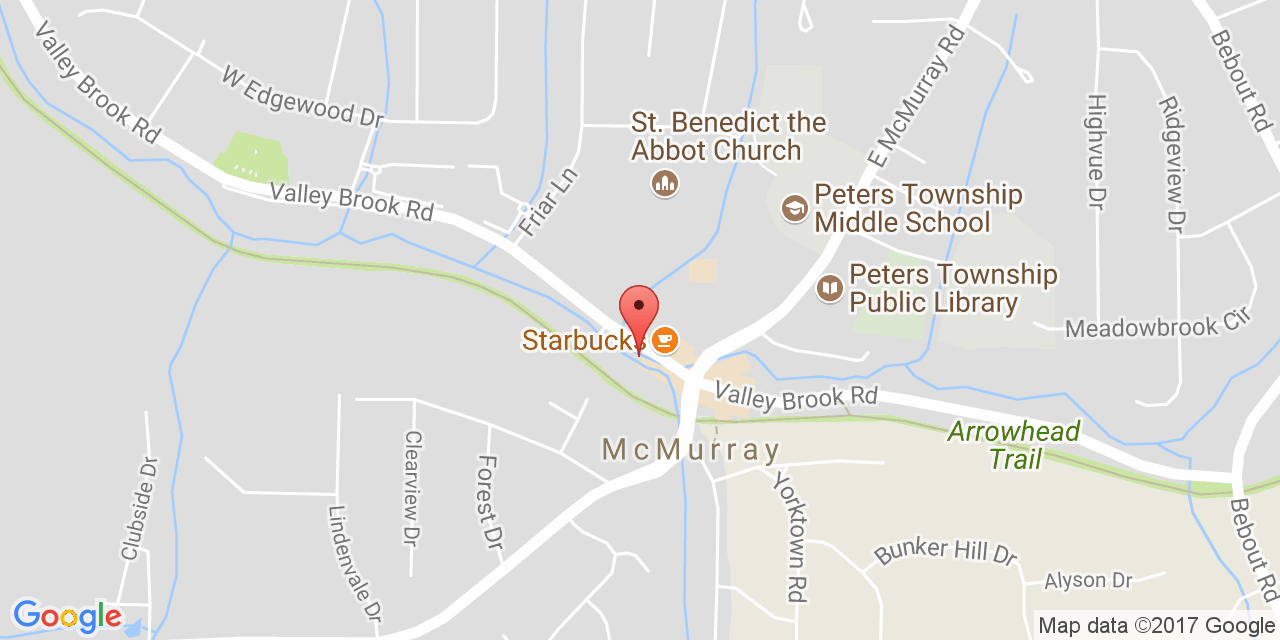 Valley Brook Rd
W Edgewood Dr
Valley Brook Rd
Friar Ln
St. Benedict the
Abbot Church
E McMurray Rd
Bebout Rd
Highvue Dr
Ridgeview Dr
Peters Township
Middle School
Peters Township
Public Library
Meadowbrook Cir
Starbucks
Valley Brook Rd
Arrowhead
Trail
McMurray
Clubside Dr
Clearview Dr
Forest Dr
Lindenvale Dr
Yorktown Rd
Bunker Hill Dr
Alyson Dr
Bebout Rd
Google
Map data ©2017 Google